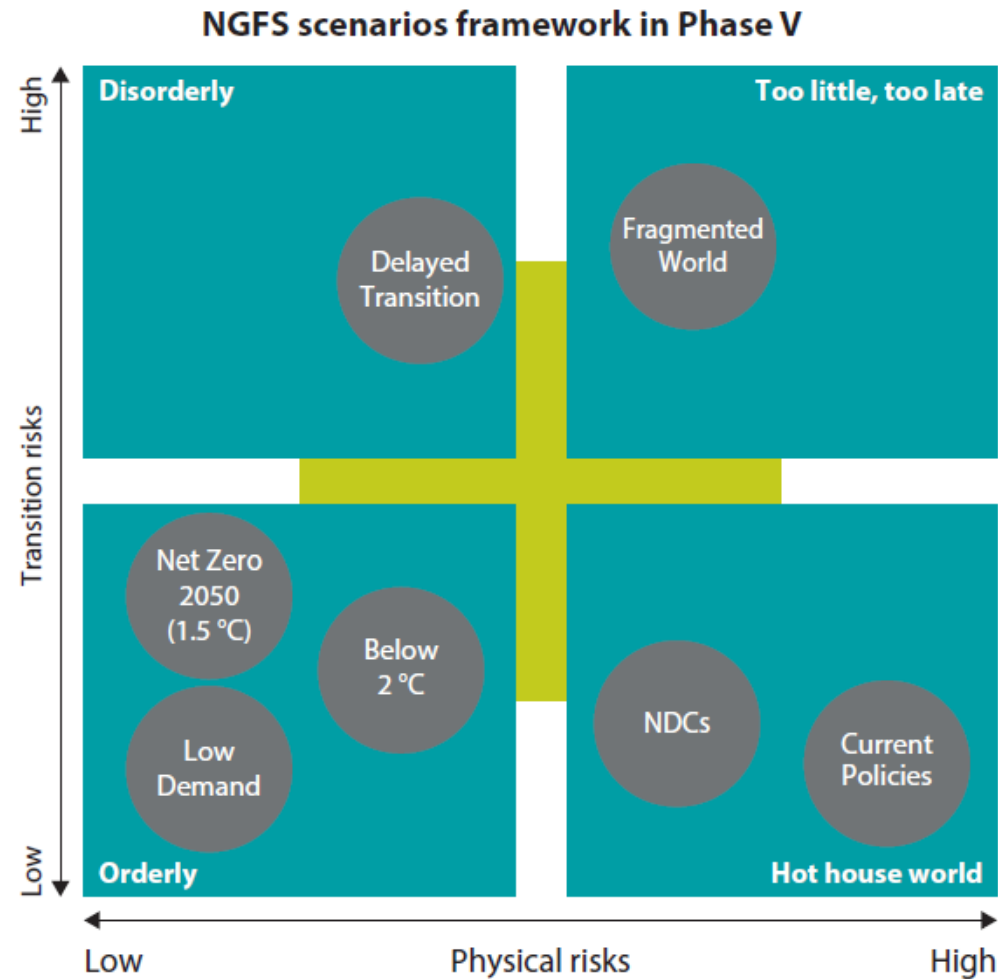 NGFS scenarios framework in Phase V
High
Transition risks
Low
Disorderly
Too little, too late
Delayed
Transition
Fragmented
World
Net Zero
2050
(1.5 °C)
Below
2 °C
Low
Demand
NDCs
Current
Policies
Orderly
Hot house world
Low
Physical risks
High